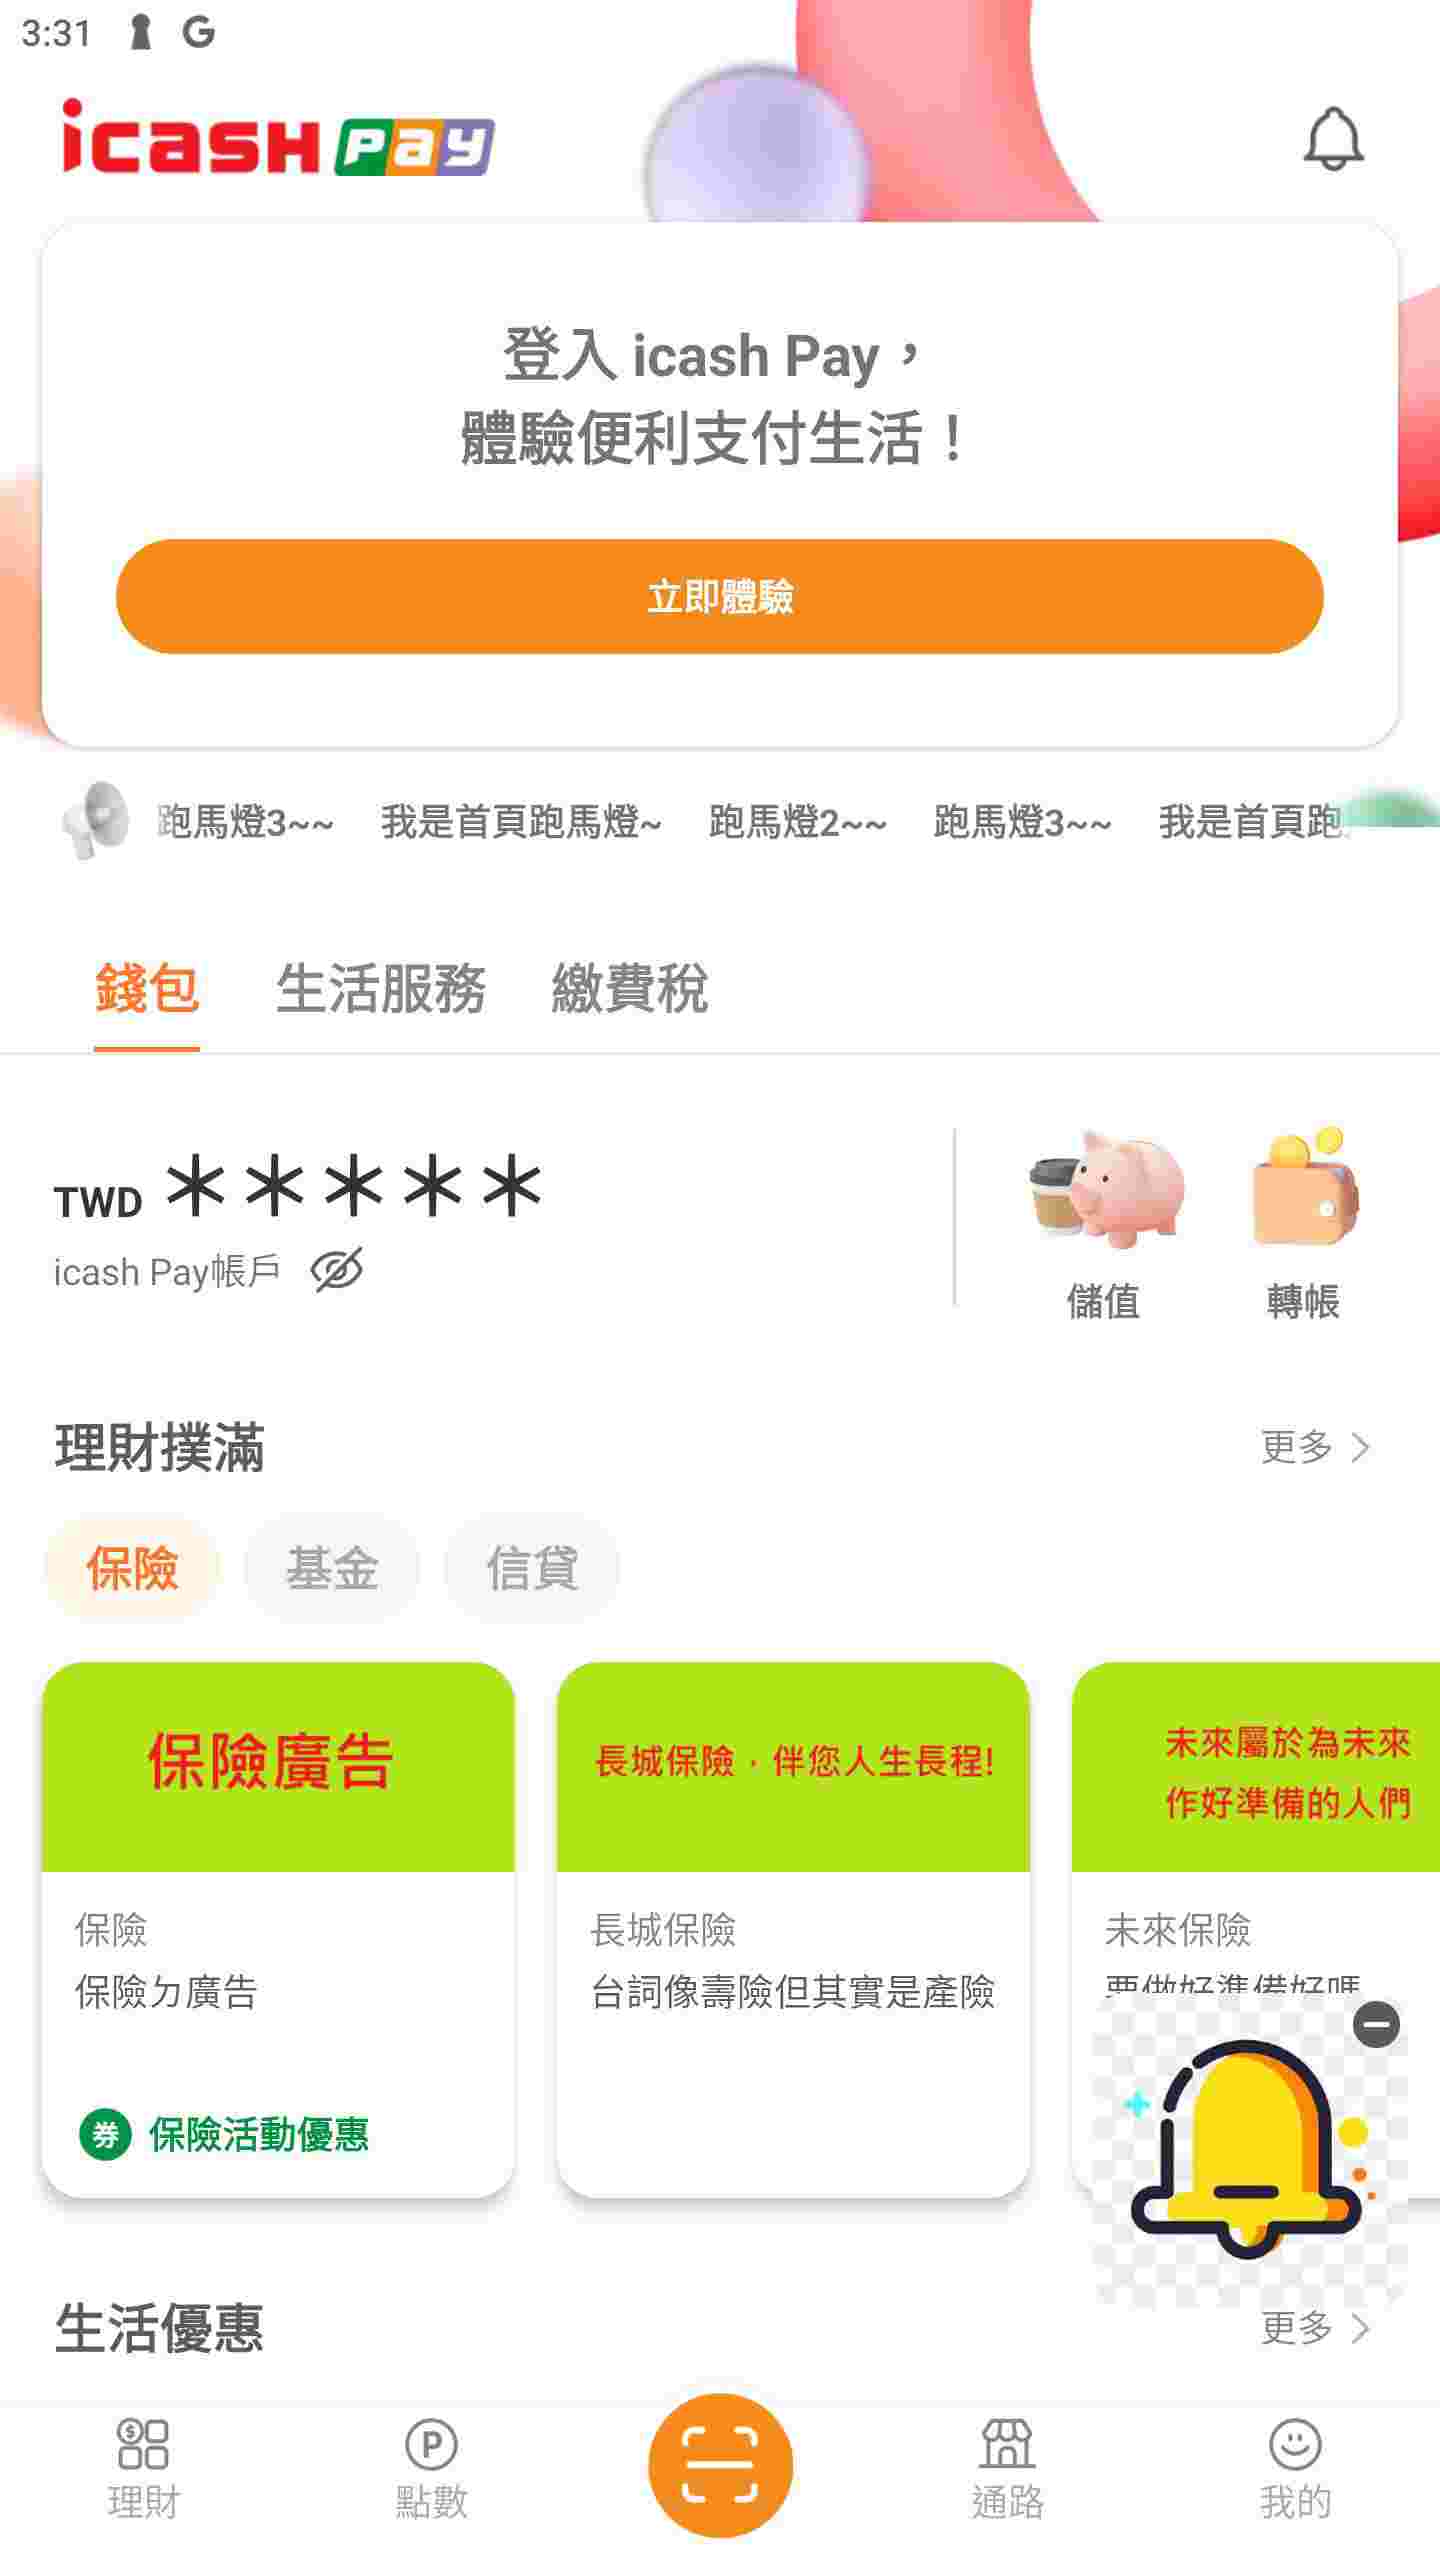 3:31
icash Pay
登入 icash Pay，
體驗便利支付生活！
立即體驗
跑馬燈3~~ 我是首頁跑馬燈~ 跑馬燈2~~ 跑馬燈3~~ 我是首頁跑
錢包 生活服務 繳費稅
TWD ＊＊＊＊＊
icash Pay帳戶
儲值 轉帳
理財撲滿 更多
保險 基金 信貸
保險廣告
保險
保險ㄉ廣告
券 保險活動優惠
長城保險，伴您人生長程!
長城保險
台詞像壽險但其實是產險
未來屬於為未來
作好準備的人們
未來保險
要做好準備好嗎
生活優惠 更多
理財 點數 通路 我的